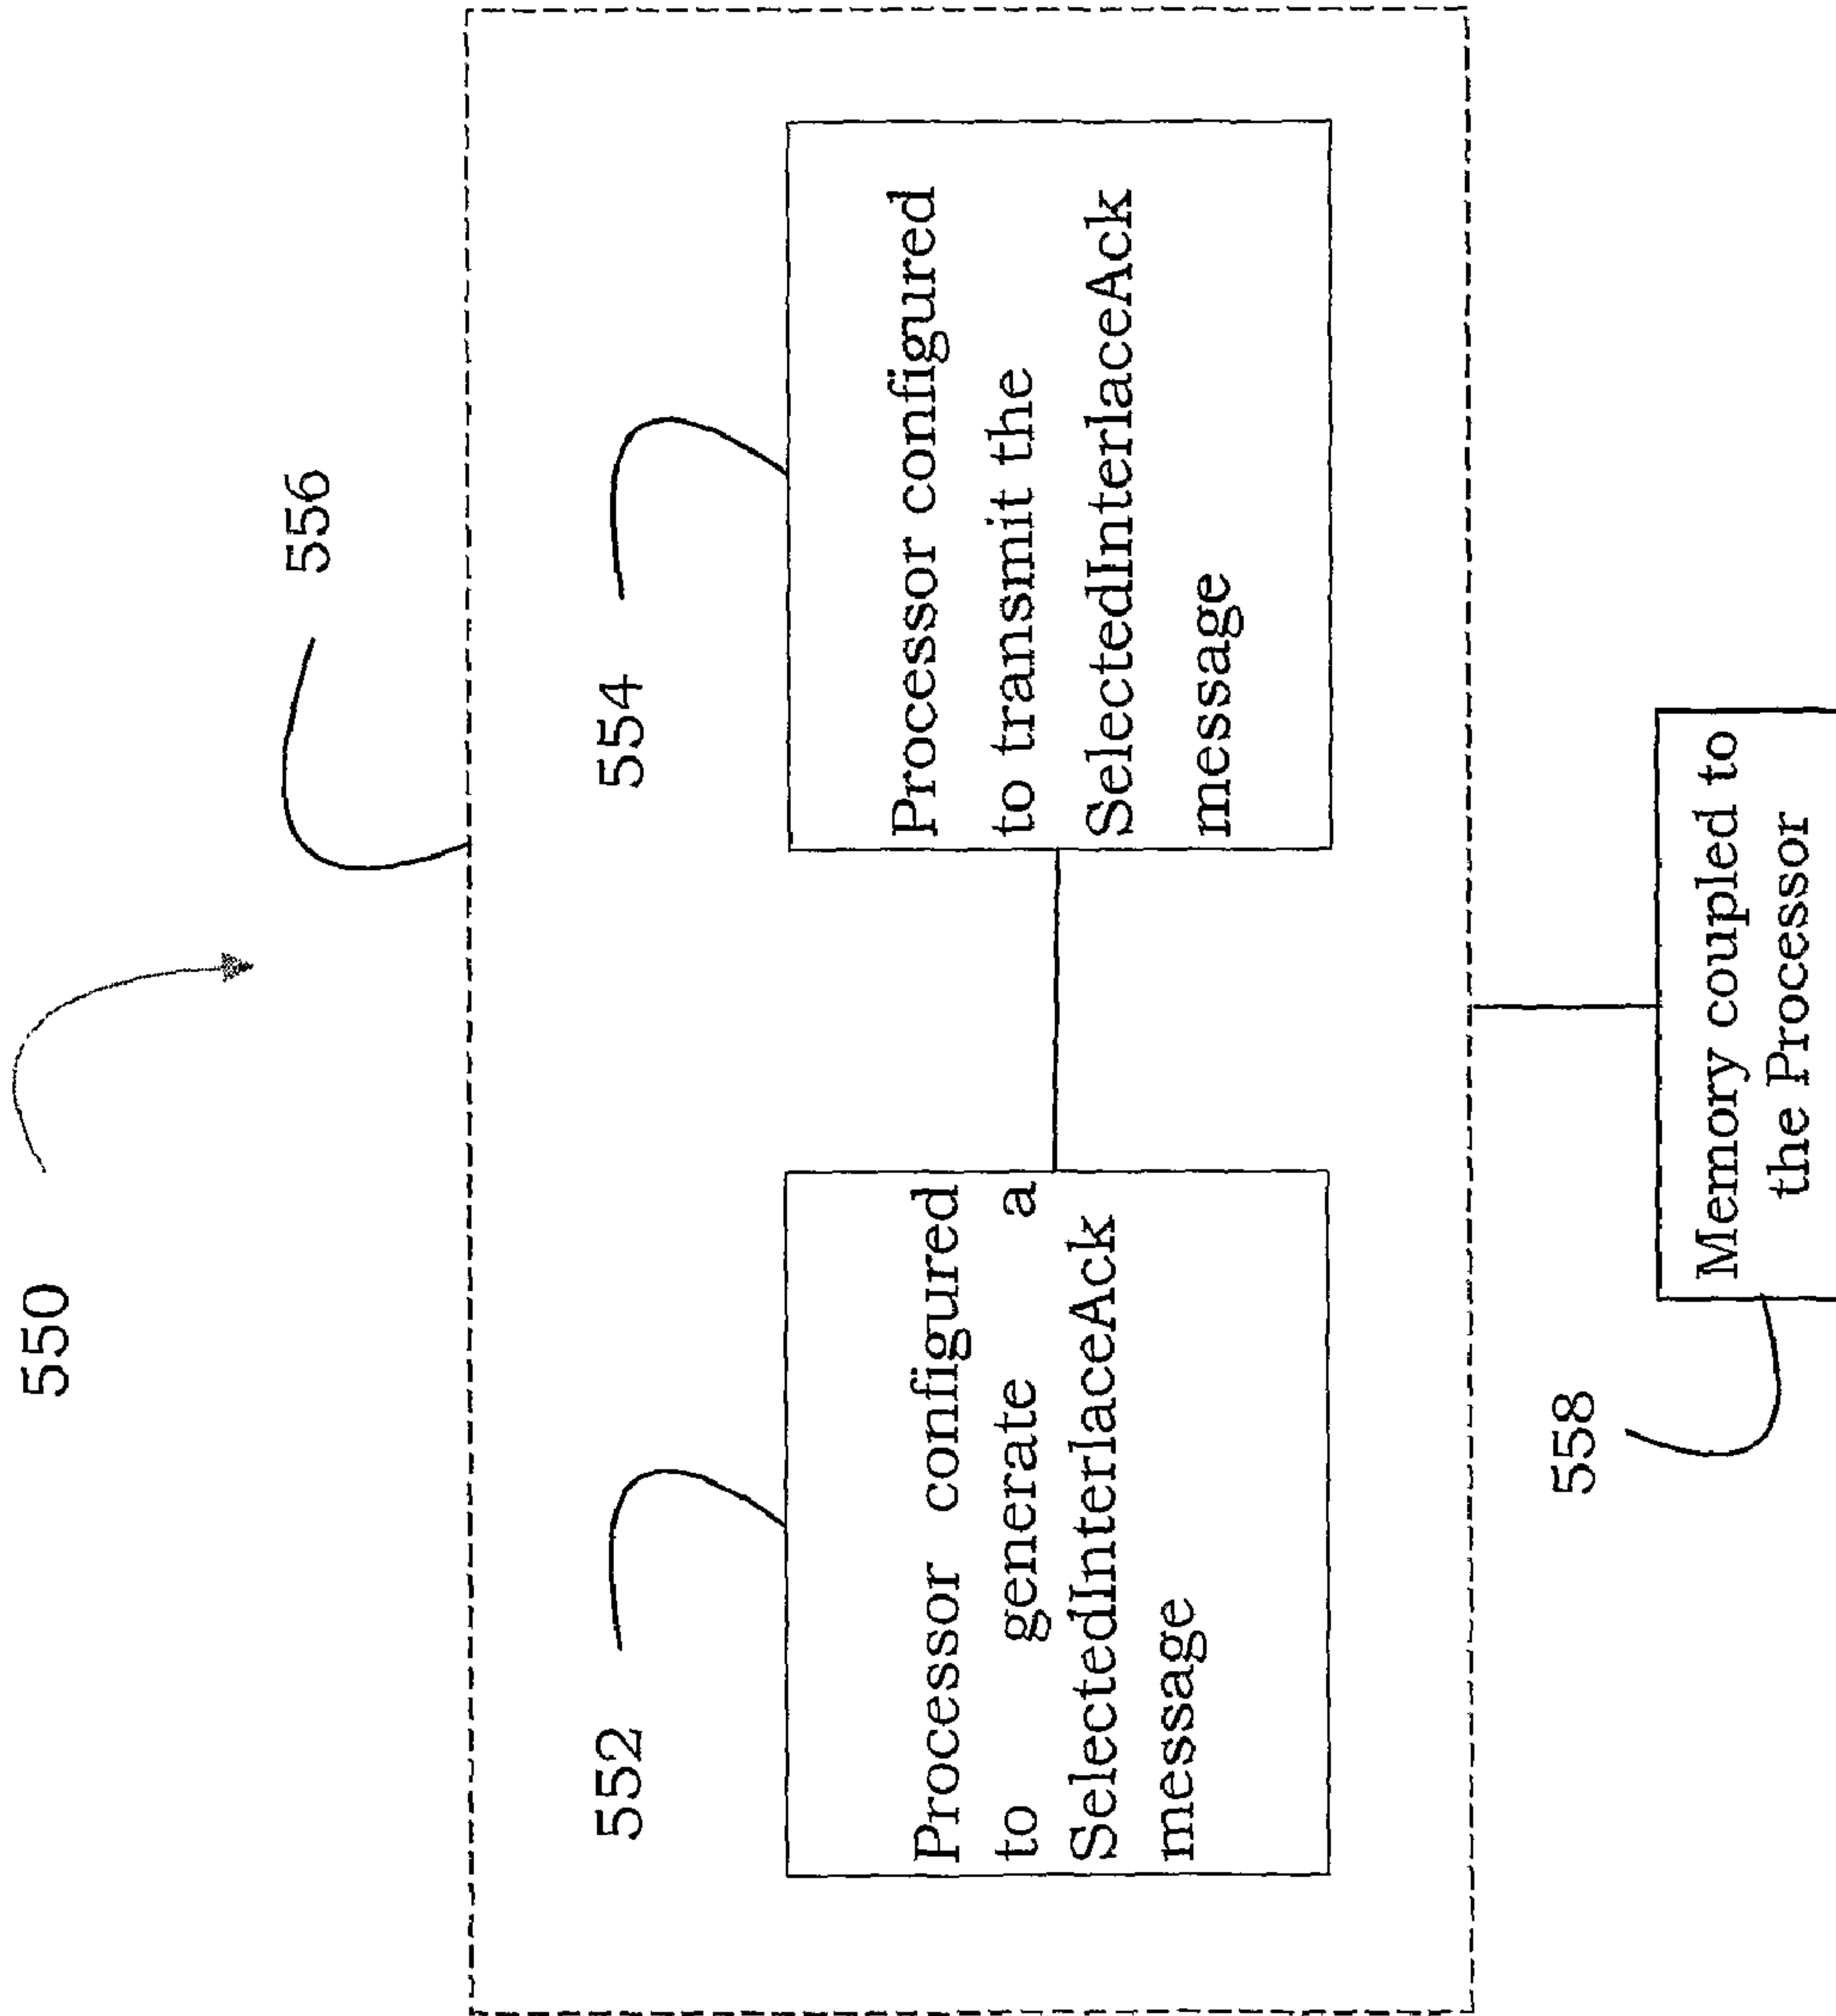 550
556
552
Processor configured
to generate a
SelectedInterlaceAck
message
554
Processor configured
to transmit the
SelectedInterlaceAck
message
558
Memory coupled to
the Processor